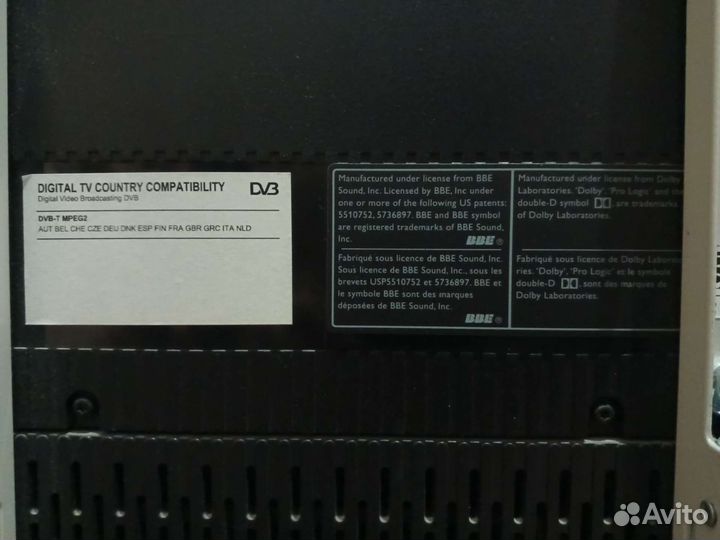 DIGITAL TV COUNTRY COMPATIBILITY
DVB
Digital Video Broadcasting DVB
DVB-T MPEG2
AUT BEL CHE CZE DEU DNK ESP FIN FRA GBR GRC ITA NLD
Manufactured under license from BBE
Sound, Inc. Licensed by BBE, Inc under
one or more of the following US patents:
5510752, 5736897. BBE and BBE symbol
are registered trademarks of BBE Sound,
Inc.
BBE ®
Fabriqué sous licence de BBE Sound, Inc.
Sous licence de BBE Sound, Inc., sous les
brevets USP5510752 et 5736897. BBE et
le symbole BBE sont des marques
déposées de BBE Sound, Inc.
BBE ®
Manufactured under license from Dolby
Laboratories. 'Dolby', 'Pro Logic' and the
double-D symbol are trademarks
of Dolby Laboratories.
Fabriqué sous licence de Dolby
ries. 'Dolby', 'Pro Logic' et le symbole
double-D sont des marques de
Dolby Laboratories.
Avito